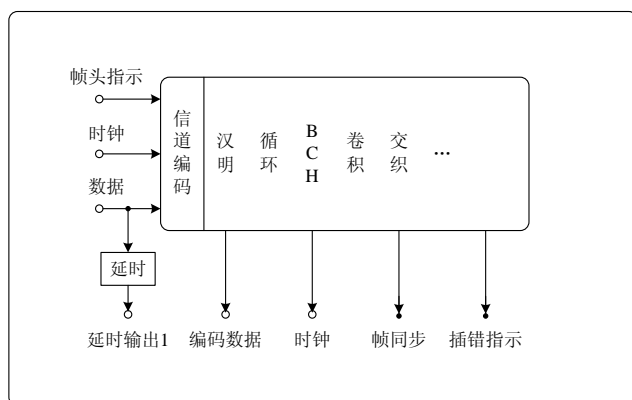 帧头指示
时钟
数据
信道编码
汉明
循环
BCH
卷积
交织
...
延时
延时输出1
编码数据
时钟
帧同步
插错指示